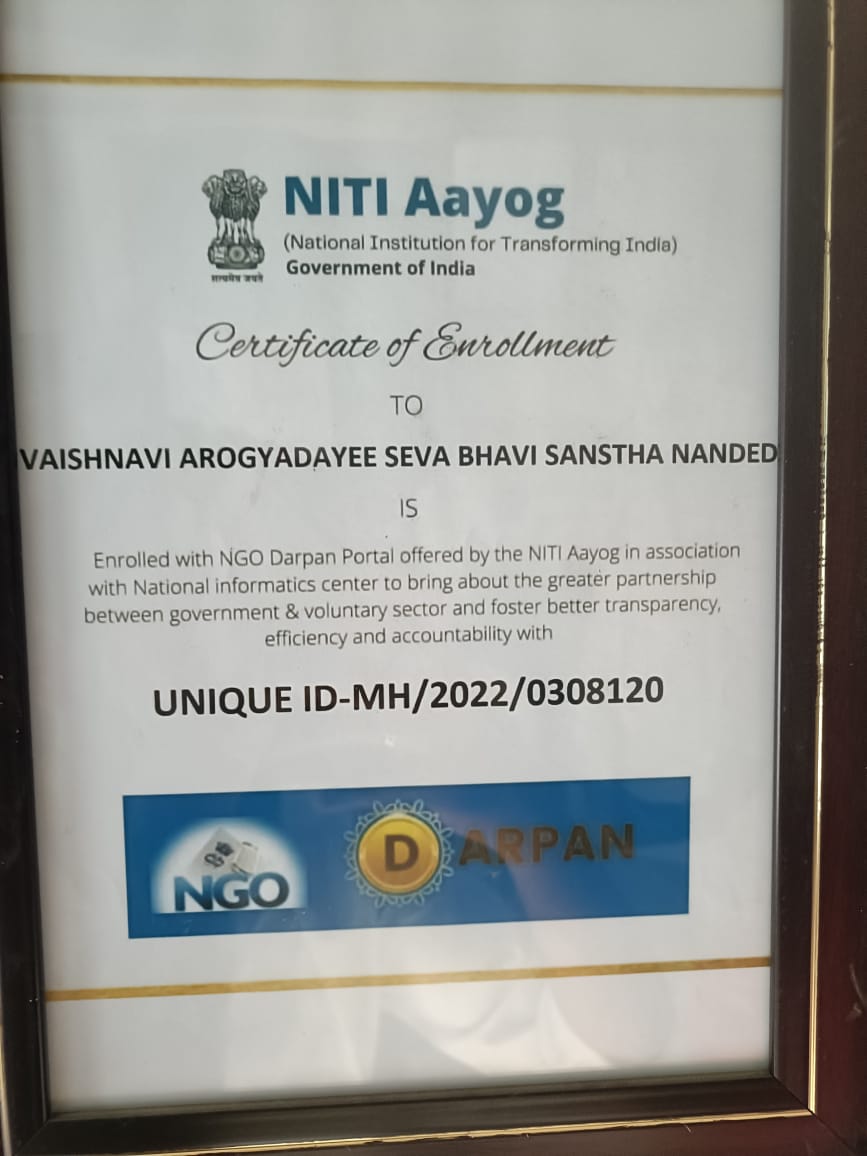 NITI Aayog
(National Institution for Transforming India)
सत्यमेव जयते
Government of India
Certificate of Enrollment
TO
VAISHNAVI AROGYADAYEE SEVA BHAVI SANSTHA NANDED
IS
Enrolled with NGO Darpan Portal offered by the NITI Aayog in association
with National informatics center to bring about the greater partnership
between government & voluntary sector and foster better transparency,
efficiency and accountability with
UNIQUE ID-MH/2022/0308120
NGO DARPAN